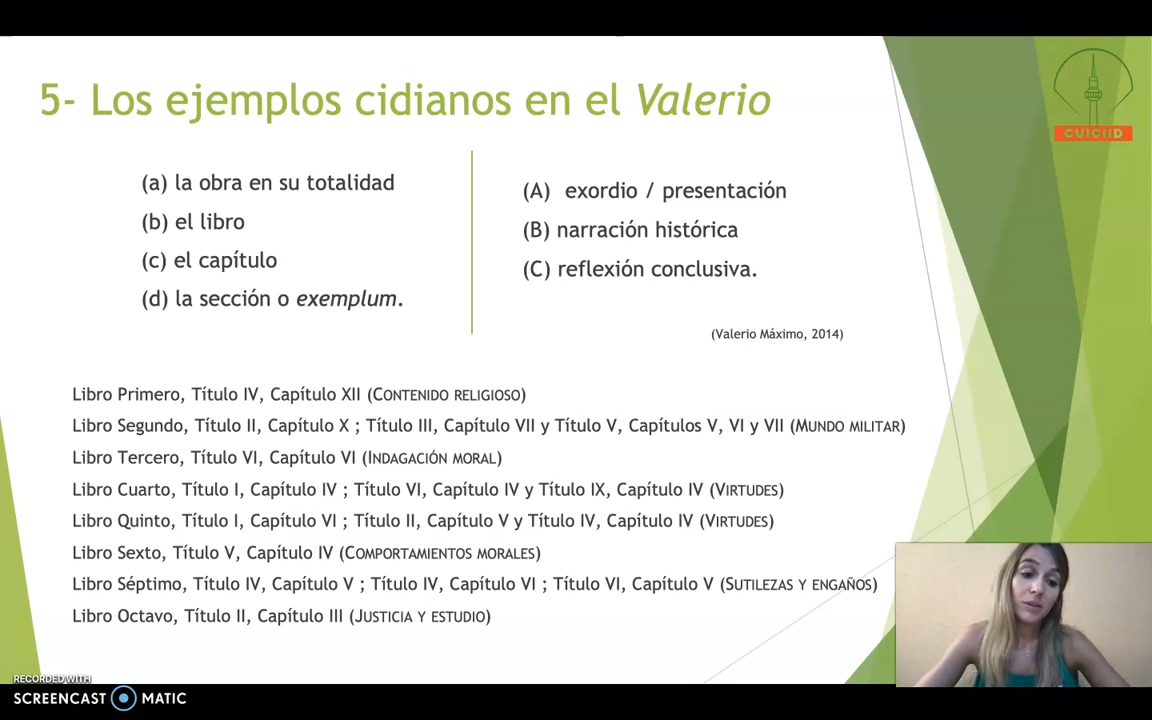 5- Los ejemplos cidianos en el Valerio
CUICIID
(a) la obra en su totalidad
(b) el libro
(c) el capítulo
(d) la sección o exemplum.
(A) exordio / presentación
(B) narración histórica
(C) reflexión conclusiva.
(Valerio Máximo, 2014)
Libro Primero, Título IV, Capítulo XII (CONTENIDO RELIGIOSO)
Libro Segundo, Título II, Capítulo X ; Título III, Capítulo VII y Título V, Capítulos V, VI y VII (MUNDO MILITAR)
Libro Tercero, Título VI, Capítulo VI (INDAGACIÓN MORAL)
Libro Cuarto, Título I, Capítulo IV ; Título VI, Capítulo IV y Título IX, Capítulo IV (VIRTUDES)
Libro Quinto, Título I, Capítulo VI ; Título II, Capítulo V y Título IV, Capítulo IV (VIRTUDES)
Libro Sexto, Título V, Capítulo IV (COMPORTAMIENTOS MORALES)
Libro Séptimo, Título IV, Capítulo V ; Título IV, Capítulo VI ; Título VI, Capítulo V (SUTILEZAS Y ENGAÑOS)
Libro Octavo, Título II, Capítulo III (JUSTICIA Y ESTUDIO)
RECORDED WITH
SCREENCAST MATIC